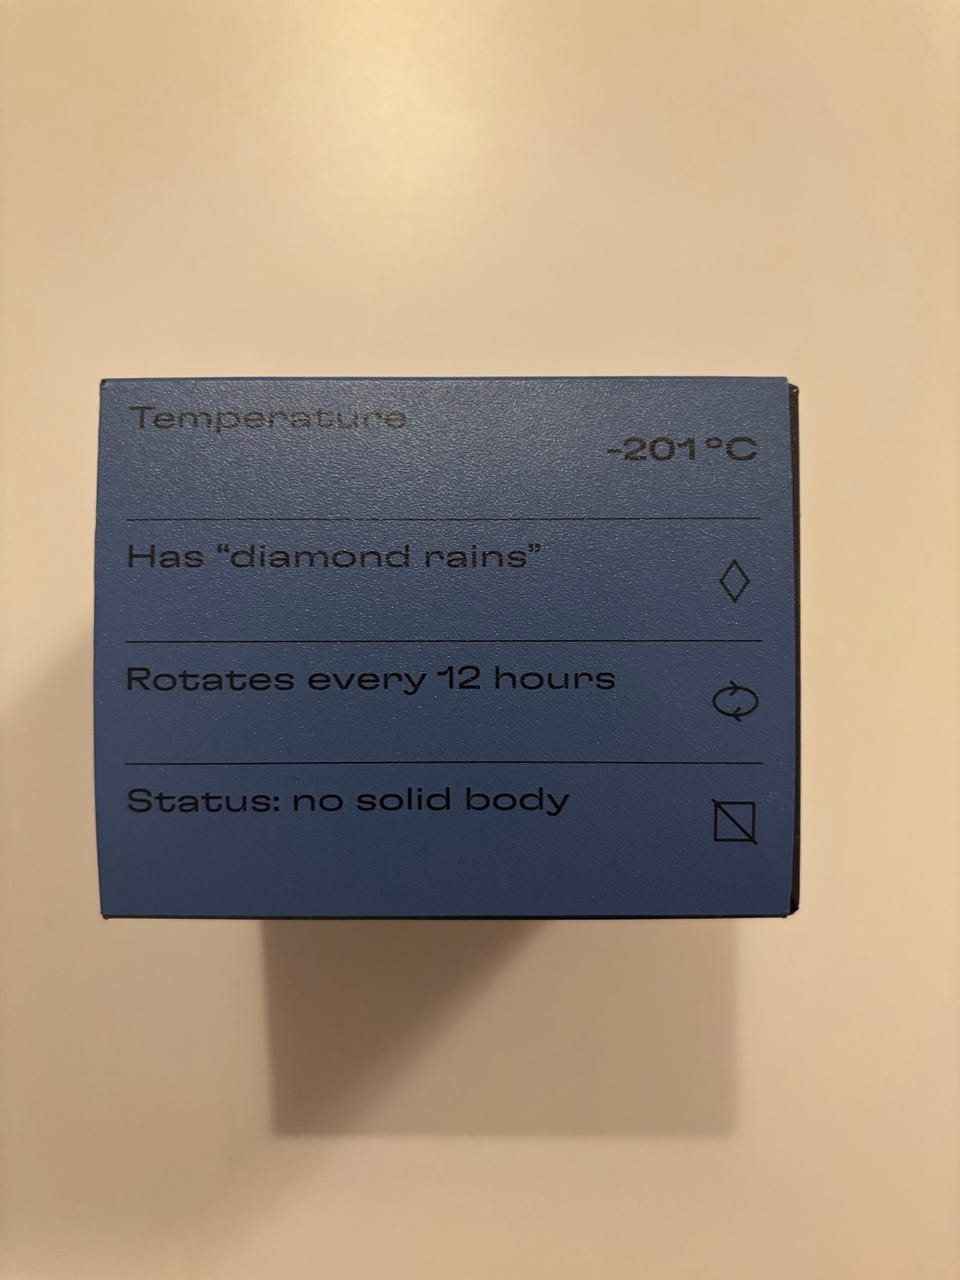 Temperature
-201°C
Has “diamond rains”
Rotates every 12 hours
Status: no solid body